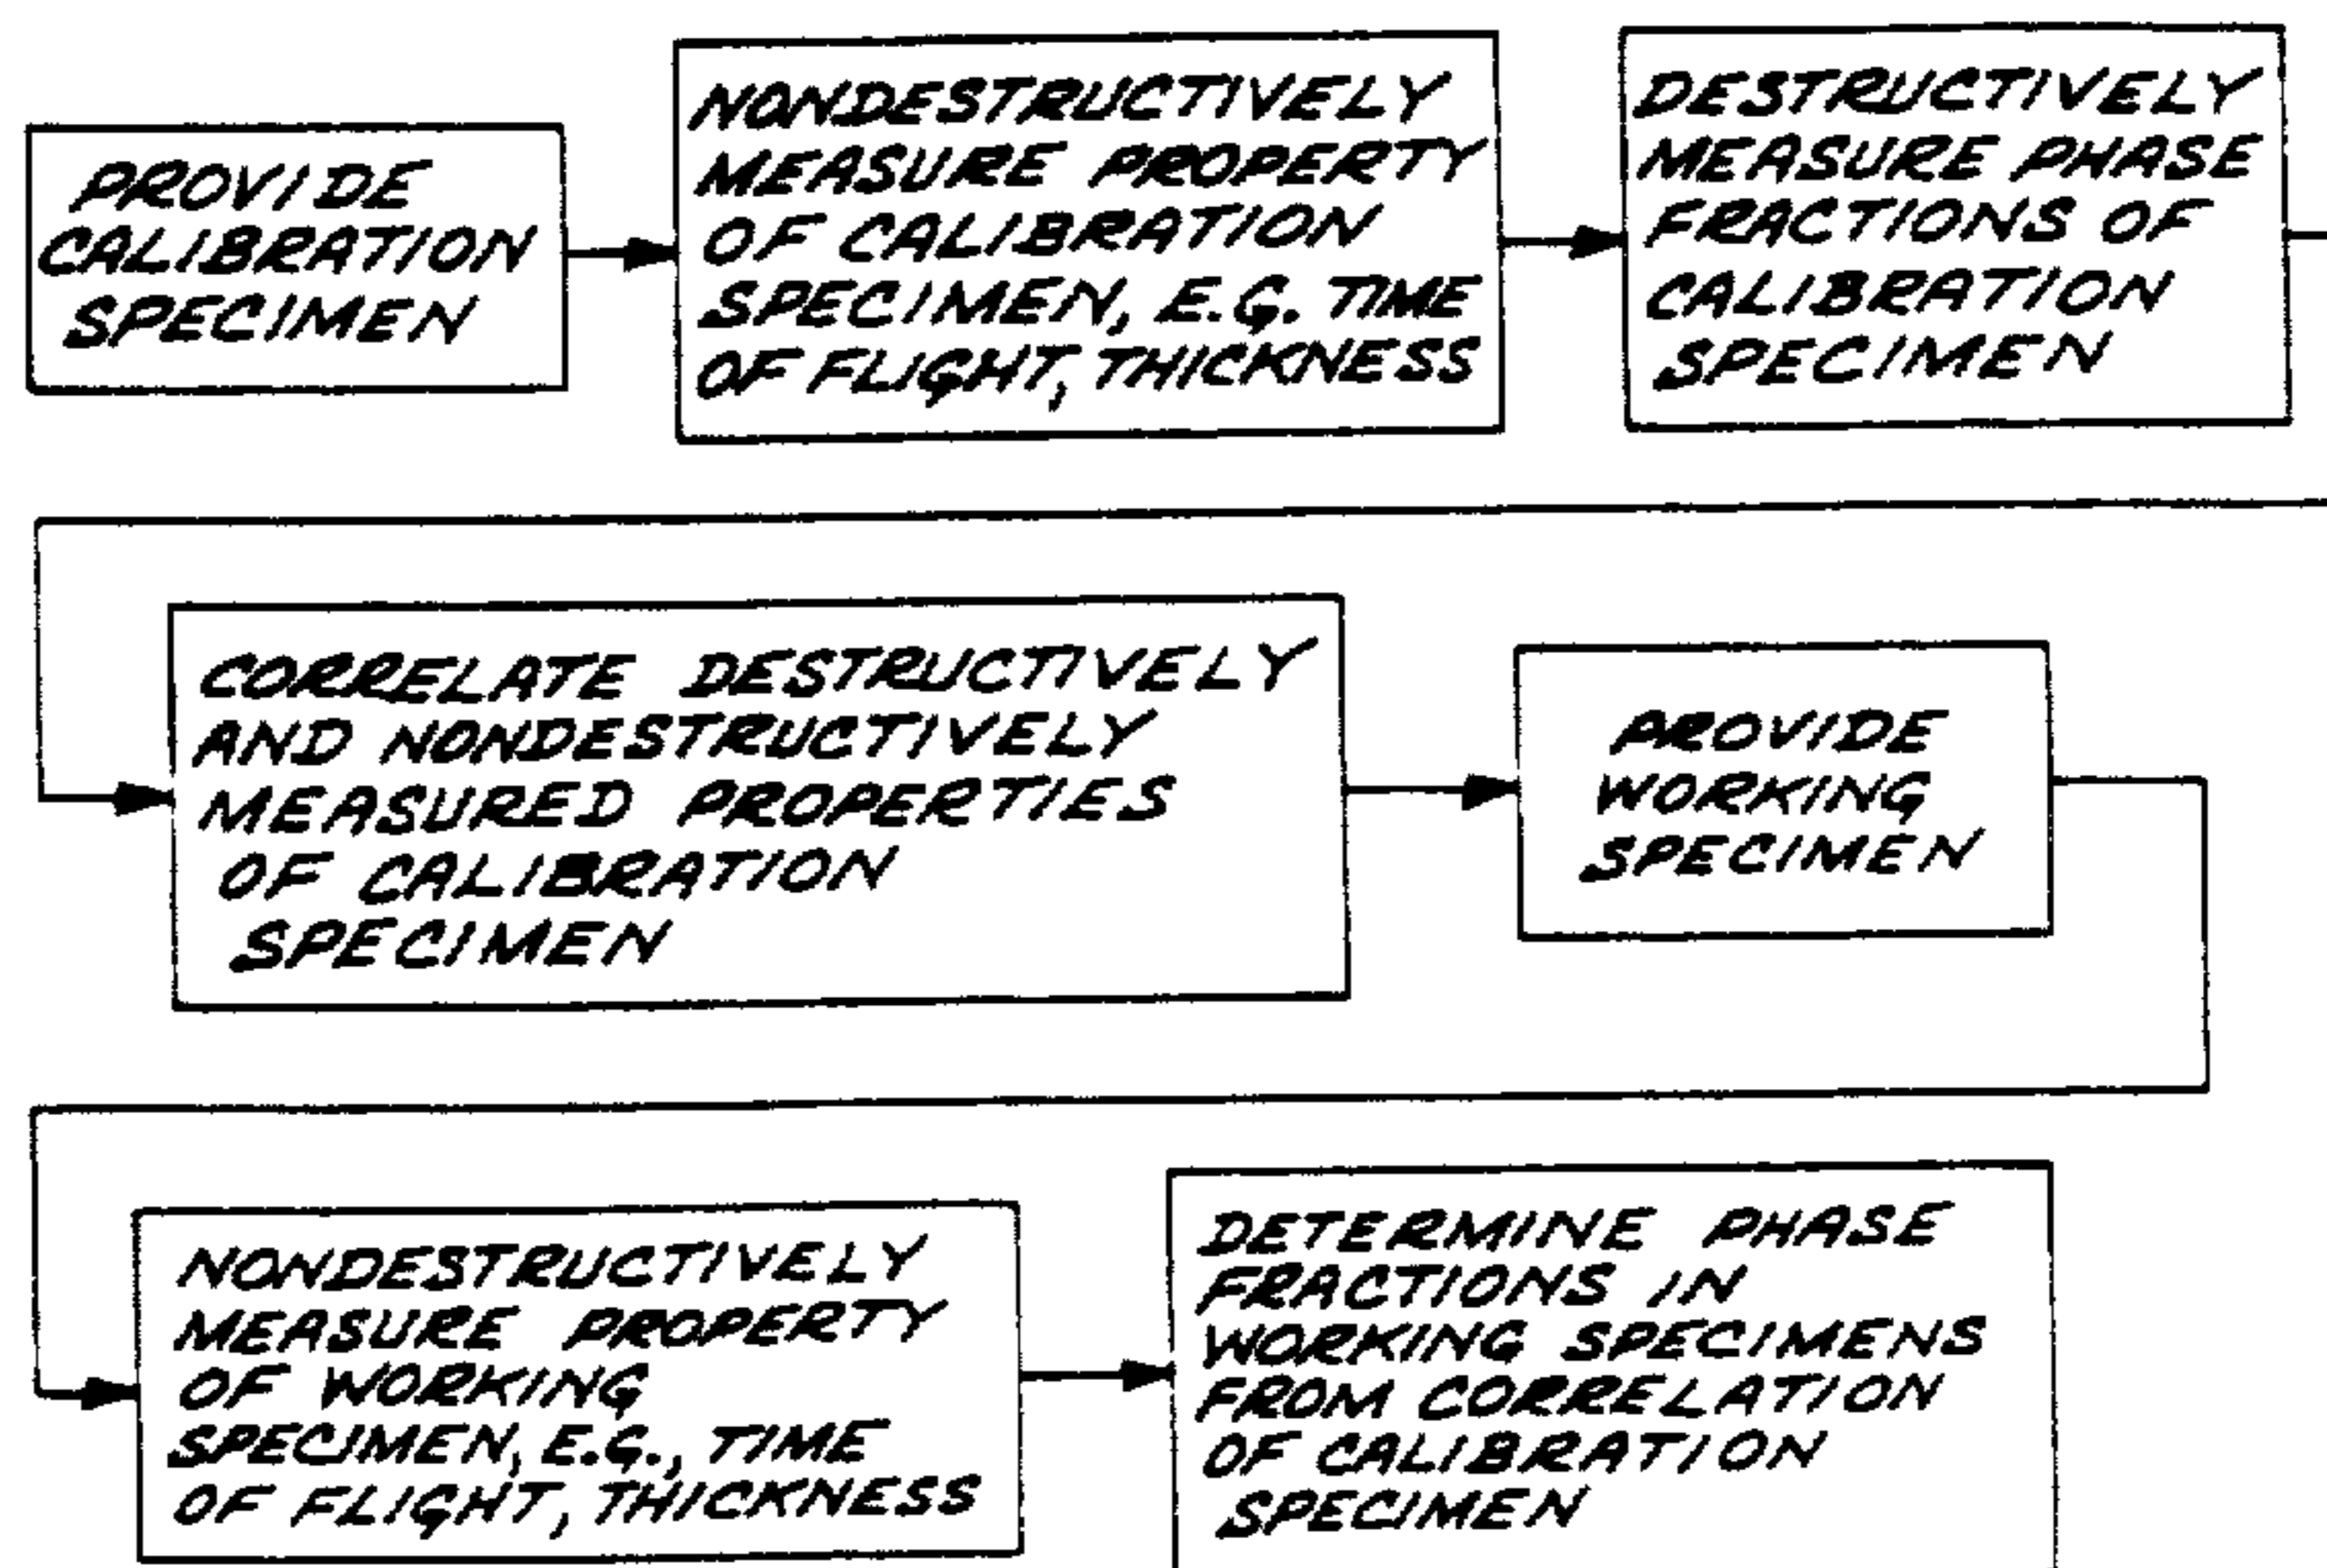 PROVIDE
CALIBRATION
SPECIMEN
NONDESTRUCTIVELY
MEASURE PROPERTY
OF CALIBRATION
SPECIMEN, E.G. TIME
OF FLIGHT, THICKNESS
DESTRUCTIVELY
MEASURE PHASE
FRACTIONS OF
CALIBRATION
SPECIMEN
CORRELATE DESTRUCTIVELY
AND NONDESTRUCTIVELY
MEASURED PROPERTIES
OF CALIBRATION
SPECIMEN
PROVIDE
WORKING
SPECIMEN
NONDESTRUCTIVELY
MEASURE PROPERTY
OF WORKING
SPECIMEN, E.G., TIME
OF FLIGHT, THICKNESS
DETERMINE PHASE
FRACTIONS IN
WORKING SPECIMENS
FROM CORRELATION
OF CALIBRATION
SPECIMEN